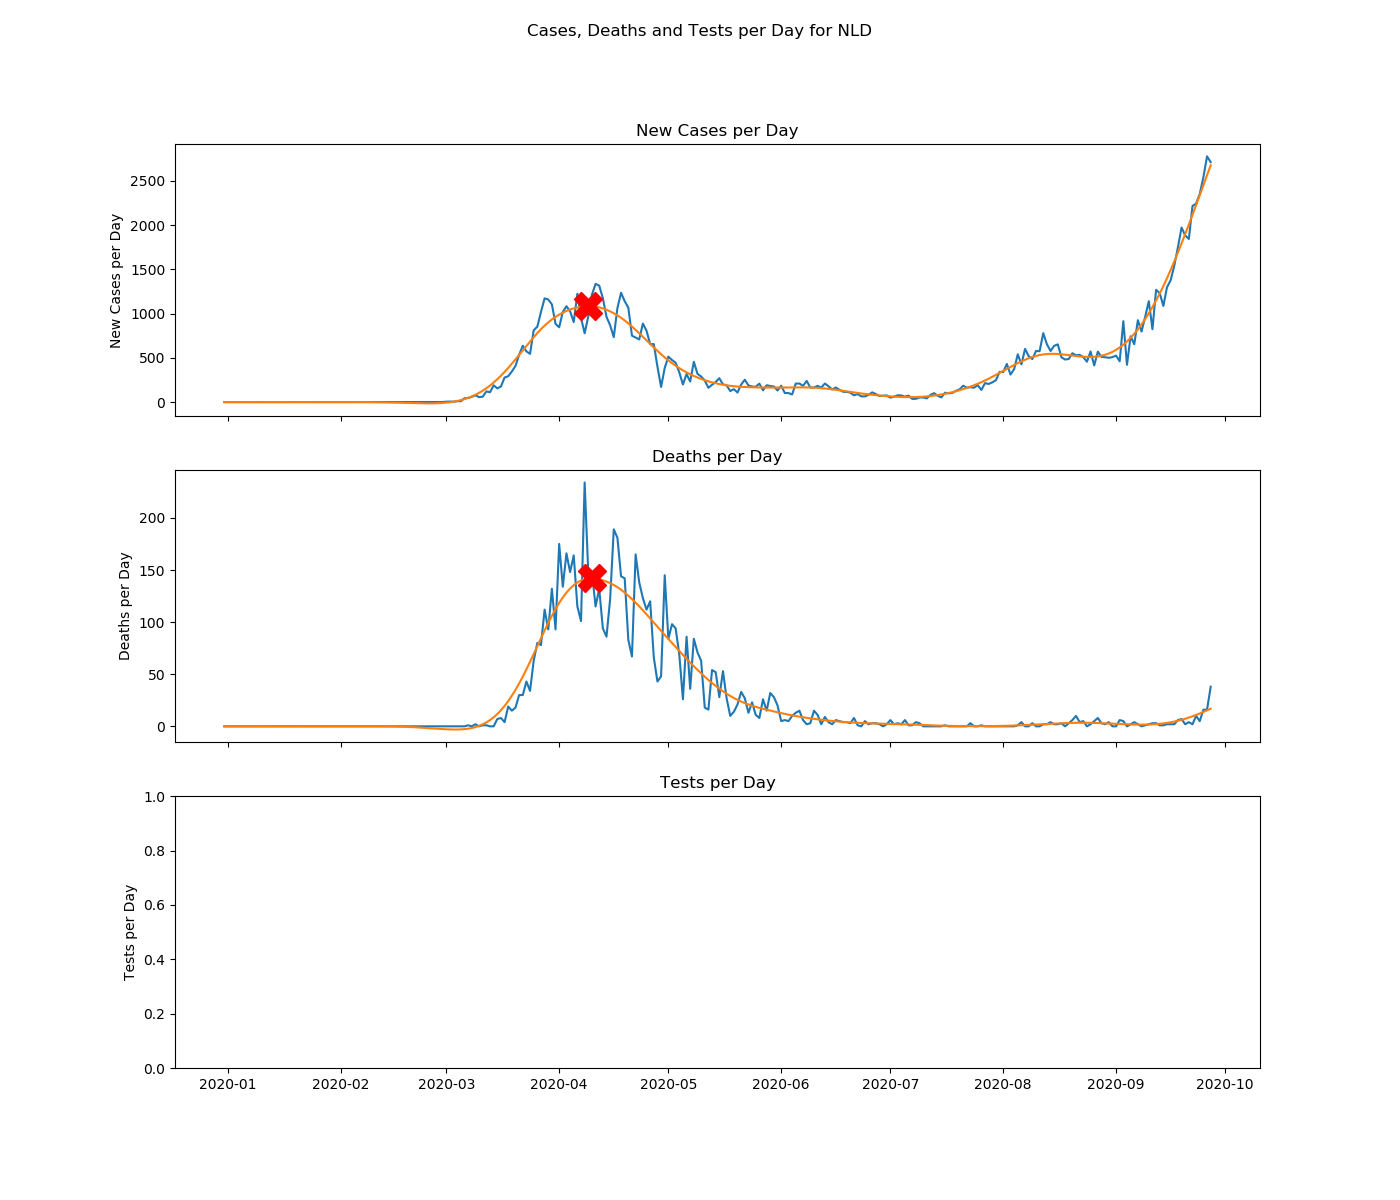 Cases, Deaths and Tests per Day for NLD
New Cases per Day
New Cases per Day
2500
2000
1500
1000
500
0
Deaths per Day
Deaths per Day
200
150
100
50
0
Tests per Day
Tests per Day
1.0
0.8
0.6
0.4
0.2
0.0
2020-01 2020-02 2020-03 2020-04 2020-05 2020-06 2020-07 2020-08 2020-09 2020-10